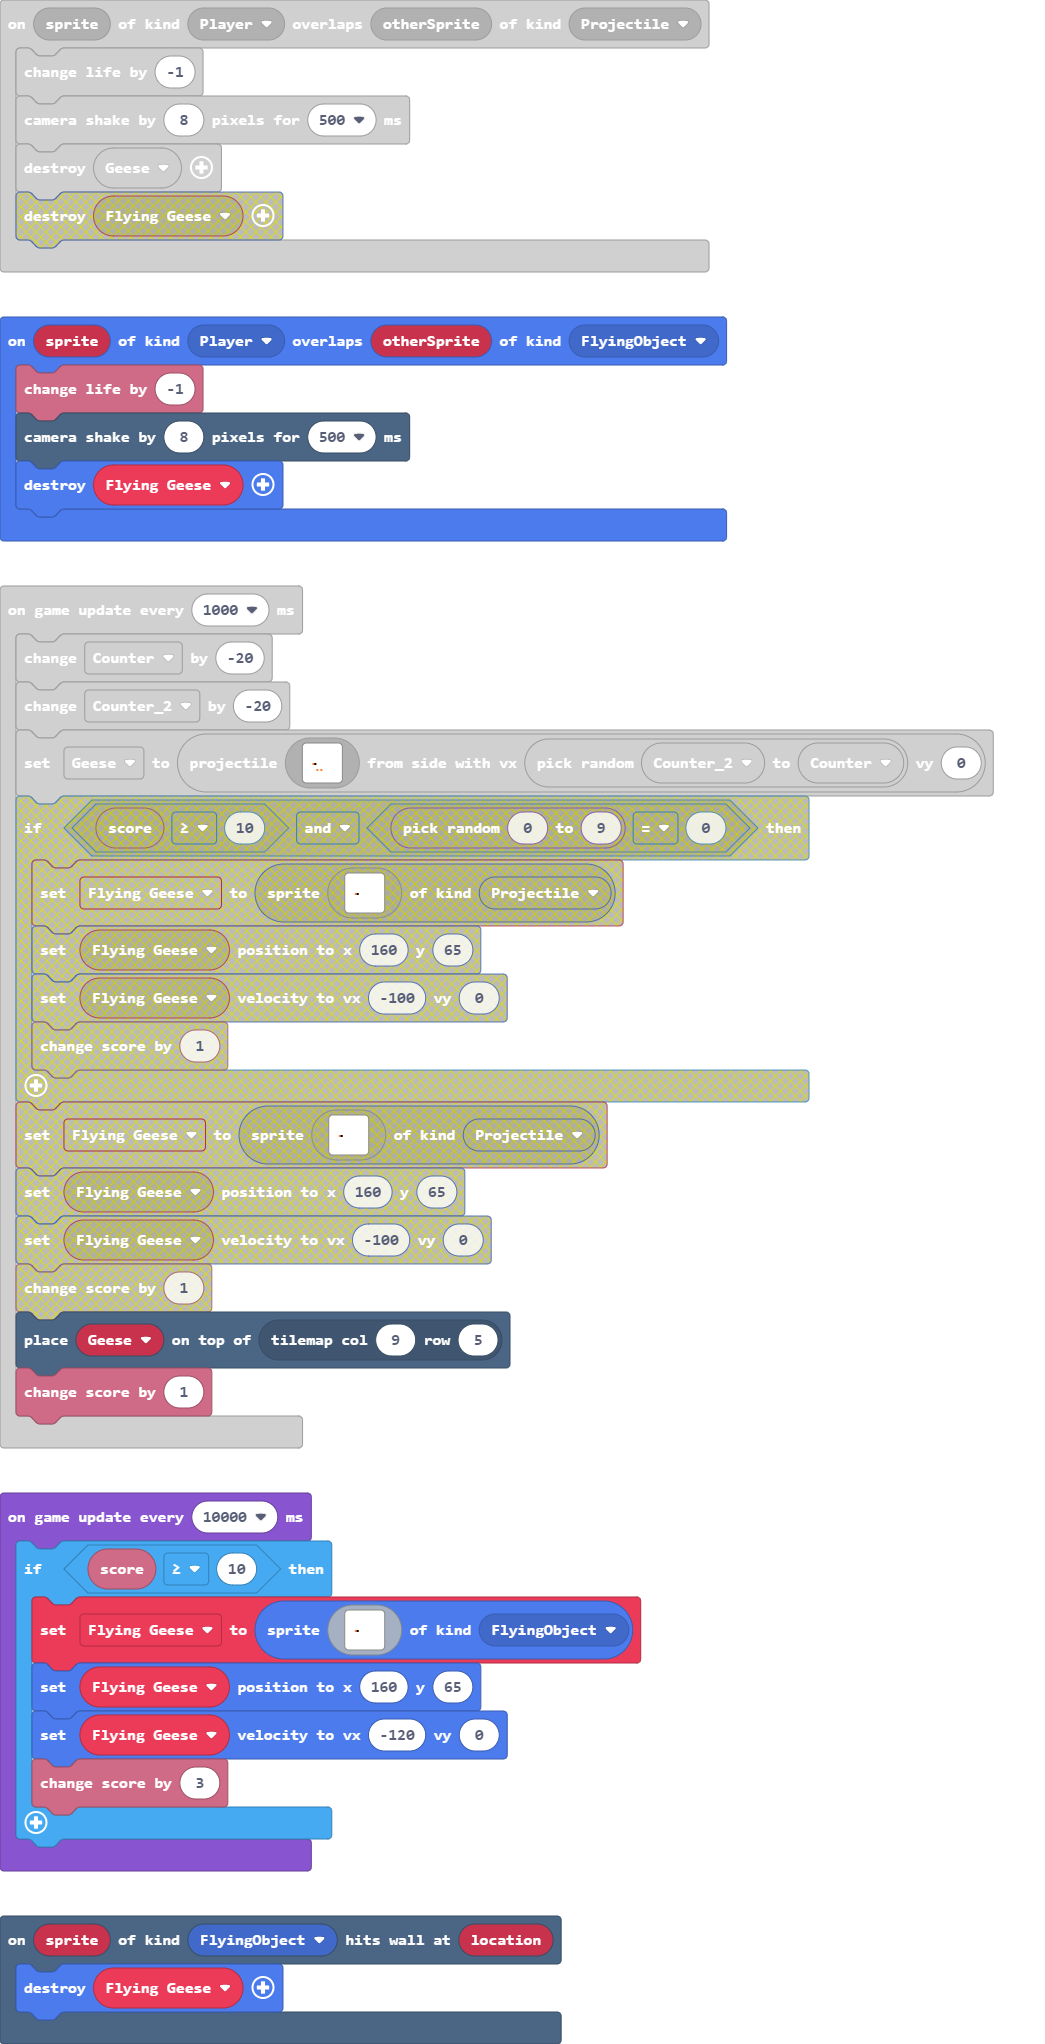 on sprite of kind Player overlaps otherSprite of kind Projectile
change life by -1
camera shake by 8 pixels for 500 ms
destroy Geese
destroy Flying Geese
on sprite of kind Player overlaps otherSprite of kind FlyingObject
change life by -1
camera shake by 8 pixels for 500 ms
destroy Flying Geese
on game update every 1000 ms
change Counter by -20
change Counter_2 by -20
set Geese to projectile from side with vx pick random Counter_2 to Counter vy 0
if score ≥ 10 and pick random 0 to 9 = 0 then
set Flying Geese to sprite of kind Projectile
set Flying Geese position to x 160 y 65
set Flying Geese velocity to vx -100 vy 0
change score by 1
set Flying Geese to sprite of kind Projectile
set Flying Geese position to x 160 y 65
set Flying Geese velocity to vx -100 vy 0
change score by 1
place Geese on top of tilemap col 9 row 5
change score by 1
on game update every 10000 ms
if score ≥ 10 then
set Flying Geese to sprite of kind FlyingObject
set Flying Geese position to x 160 y 65
set Flying Geese velocity to vx -120 vy 0
change score by 3
on sprite of kind FlyingObject hits wall at location
destroy Flying Geese